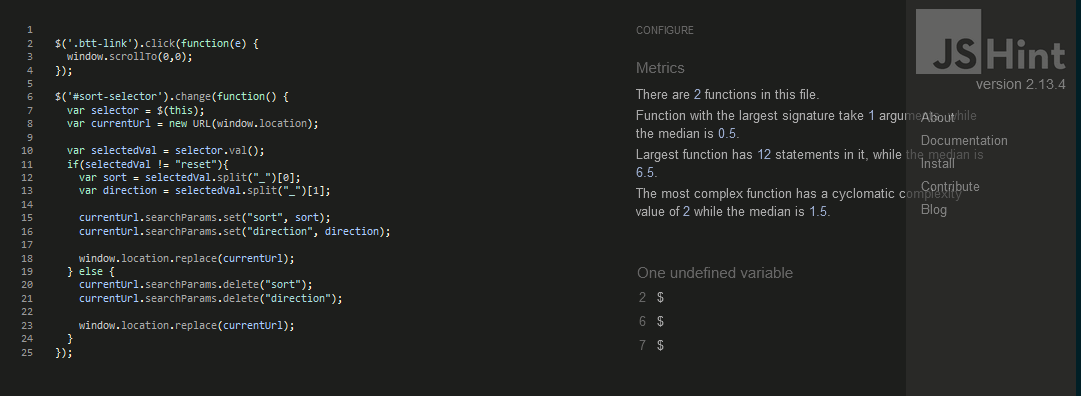 1
2 $('.btt-link').click(function(e) {
3 window.scrollTo(0,0);
4 });
5
6 $('#sort-selector').change(function() {
7 var selector = $(this);
8 var currentUrl = new URL(window.location);
9
10 var selectedVal = selector.val();
11 if(selectedVal != "reset"){
12 var sort = selectedVal.split("_")[0];
13 var direction = selectedVal.split("_")[1];
14
15 currentUrl.searchParams.set("sort", sort);
16 currentUrl.searchParams.set("direction", direction);
17
18 window.location.replace(currentUrl);
19 } else {
20 currentUrl.searchParams.delete("sort");
21 currentUrl.searchParams.delete("direction");
22
23 window.location.replace(currentUrl);
24 }
25 });
CONFIGURE
Metrics
There are 2 functions in this file.
Function with the largest signature take 1 arguments, while
the median is 0.5.
Largest function has 12 statements in it, while the median is
6.5.
The most complex function has a cyclomatic complexity
value of 2 while the median is 1.5.
One undefined variable
2 $
6 $
7 $
JSHint
version 2.13.4
About
Documentation
Install
Contribute
Blog